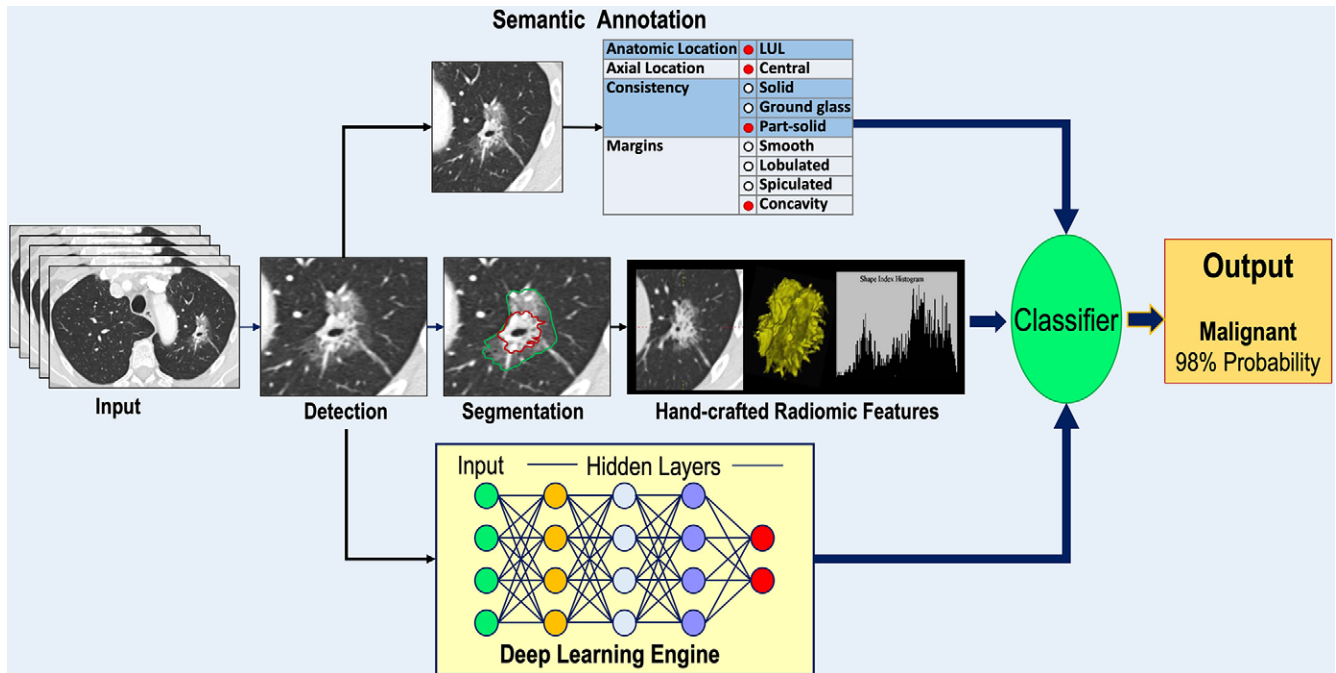 Semantic Annotation
Anatomic Location LUL
Axial Location Central
Consistency Solid
Ground glass
Part-solid
Margins Smooth
Lobulated
Spiculated
Concavity
Input
Detection
Segmentation
Shape Index Histogram
Hand-crafted Radiomic Features
Classifier
Output
Malignant
98% Probability
Input Hidden Layers
Deep Learning Engine